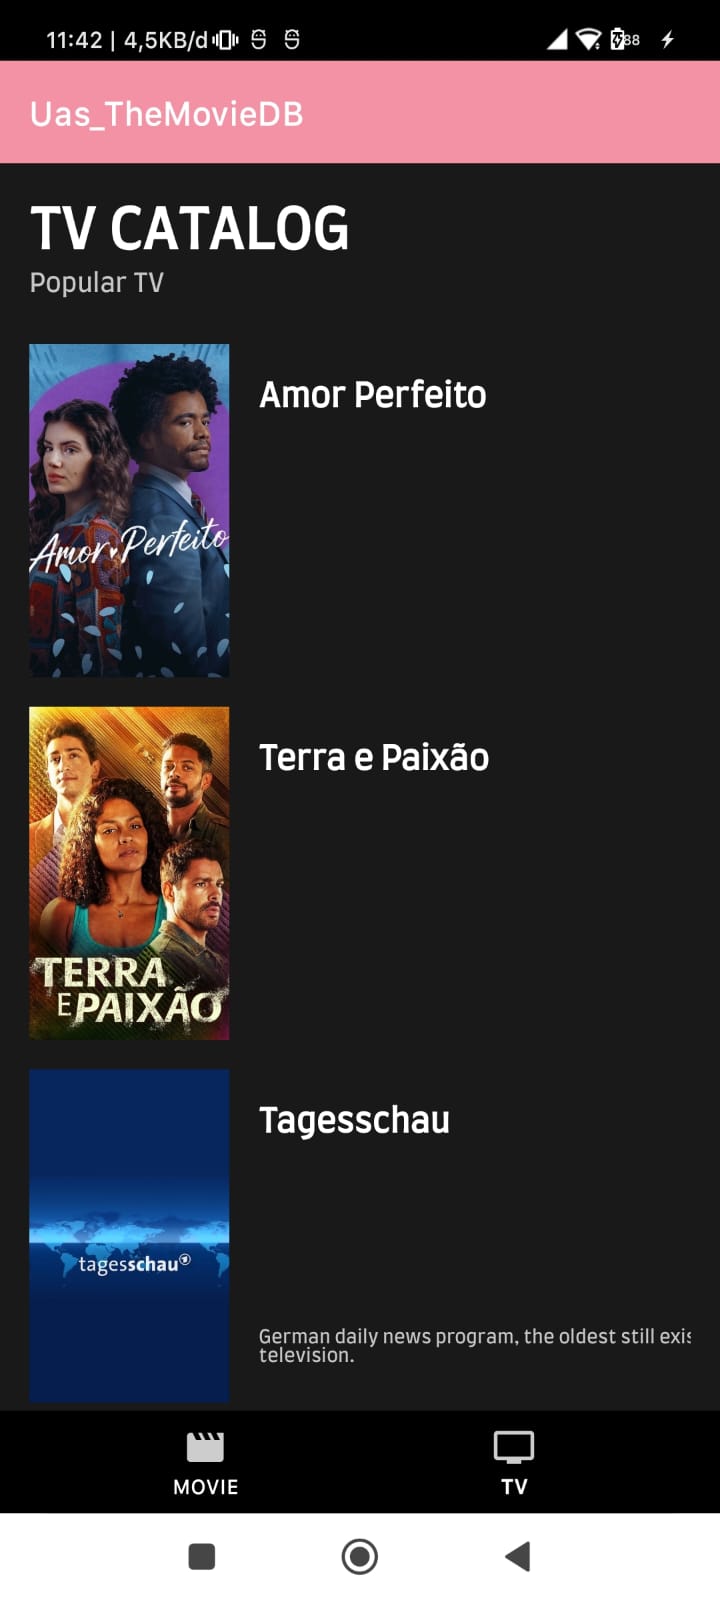 11:42 | 4,5KB/d
88
Uas_TheMovieDB
TV CATALOG
Popular TV
Amor Perfeito
Amor Perfeito
Terra e Paixão
TERRA
E PAIXÃO
Tagesschau
tagesschau
German daily news program, the oldest still exis
television.
MOVIE
TV